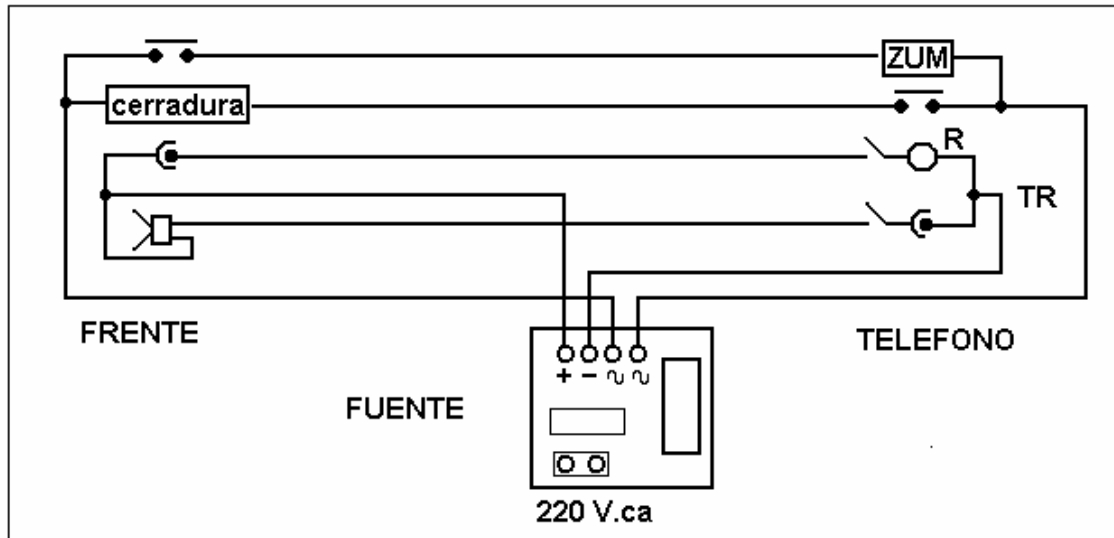 ZUM
cerradura
R
TR
FRENTE
TELEFONO
FUENTE
+ − ∿ ∿
220 V.ca